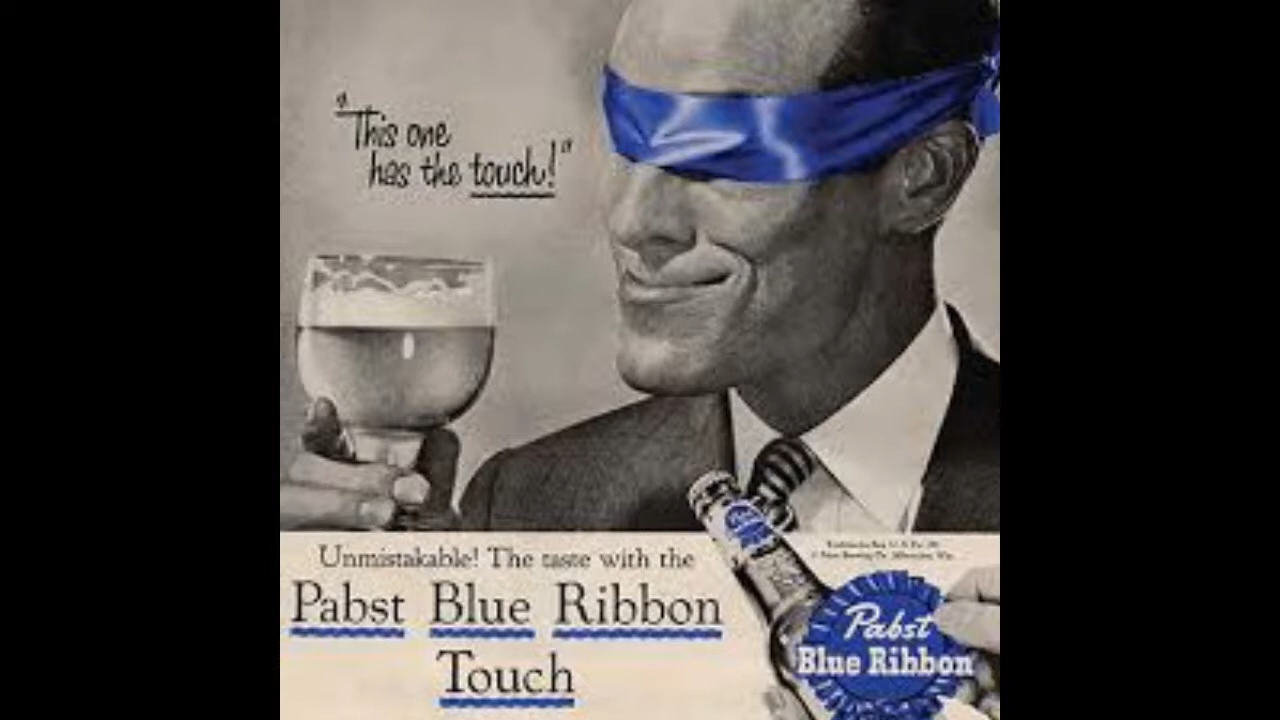 "This one
has the touch!"
Unmistakable! The taste with the
Pabst Blue Ribbon
Touch
Pabst
Blue Ribbon